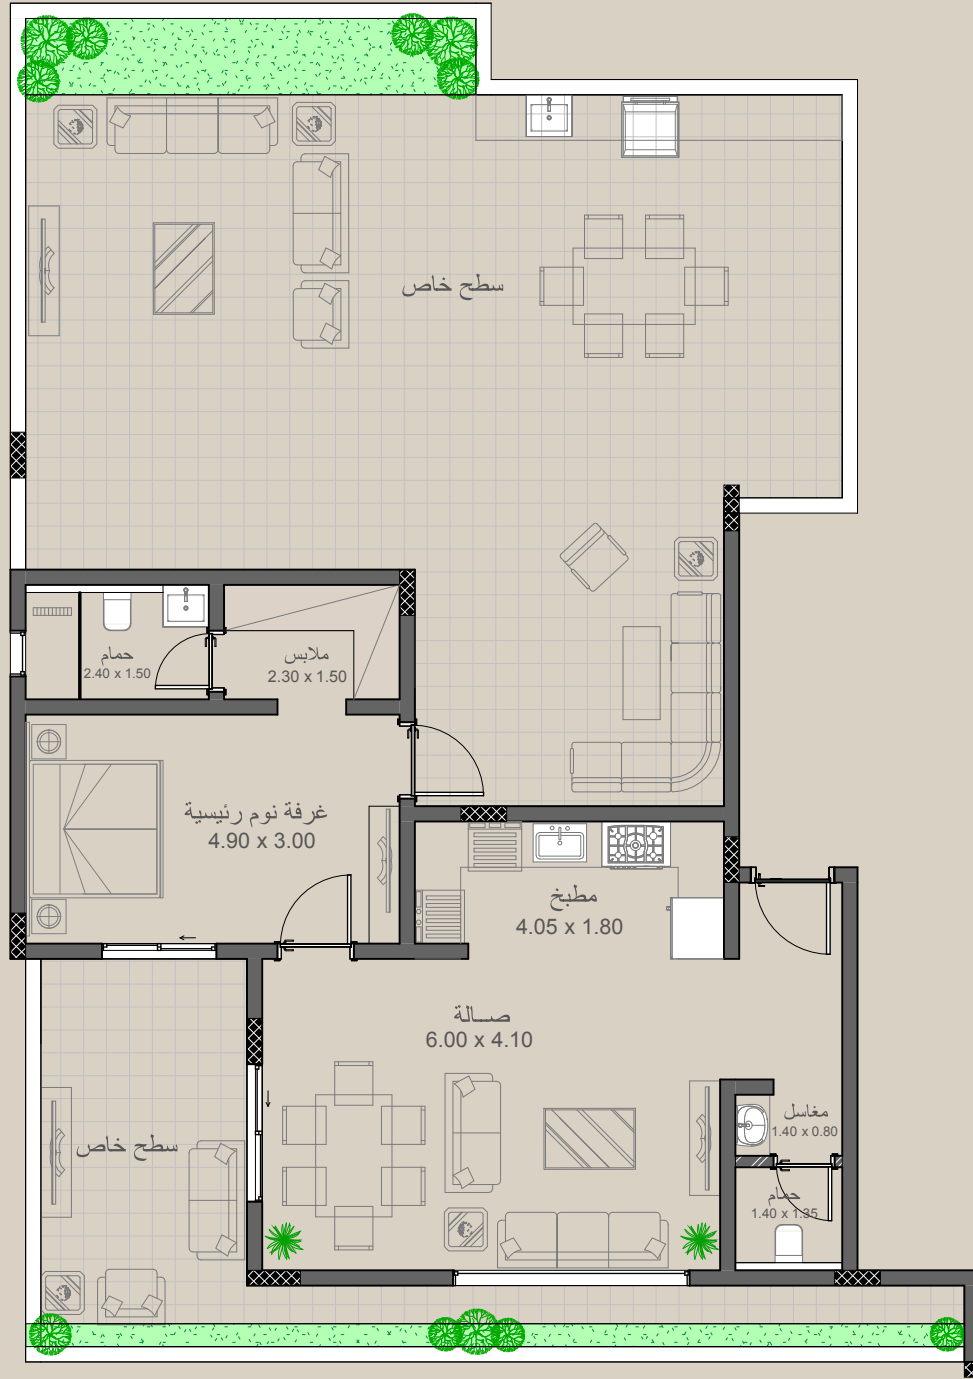 سطح خاص
حمام
2.40 x 1.50
ملابس
2.30 x 1.50
غرفة نوم رئيسية
4.90 x 3.00
مطبخ
4.05 x 1.80
صــالة
6.00 x 4.10
سطح خاص
مغاسل
1.40 x 0.80
حمام
1.40 x 1.35